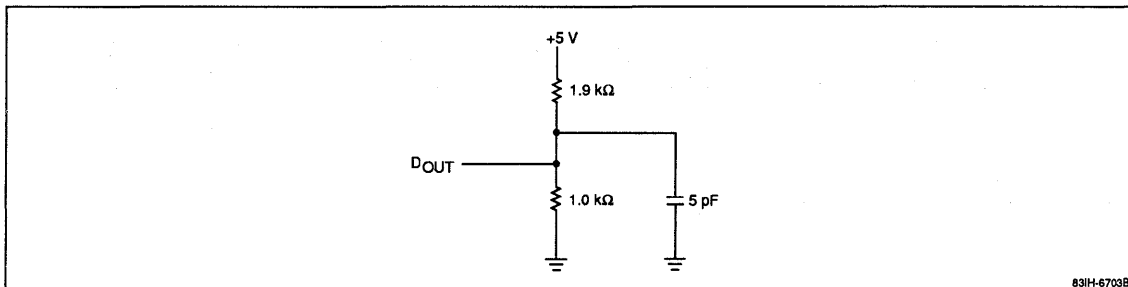 +5 V
1.9 kΩ
DOUT
1.0 kΩ
5 pF
83IH-6703B